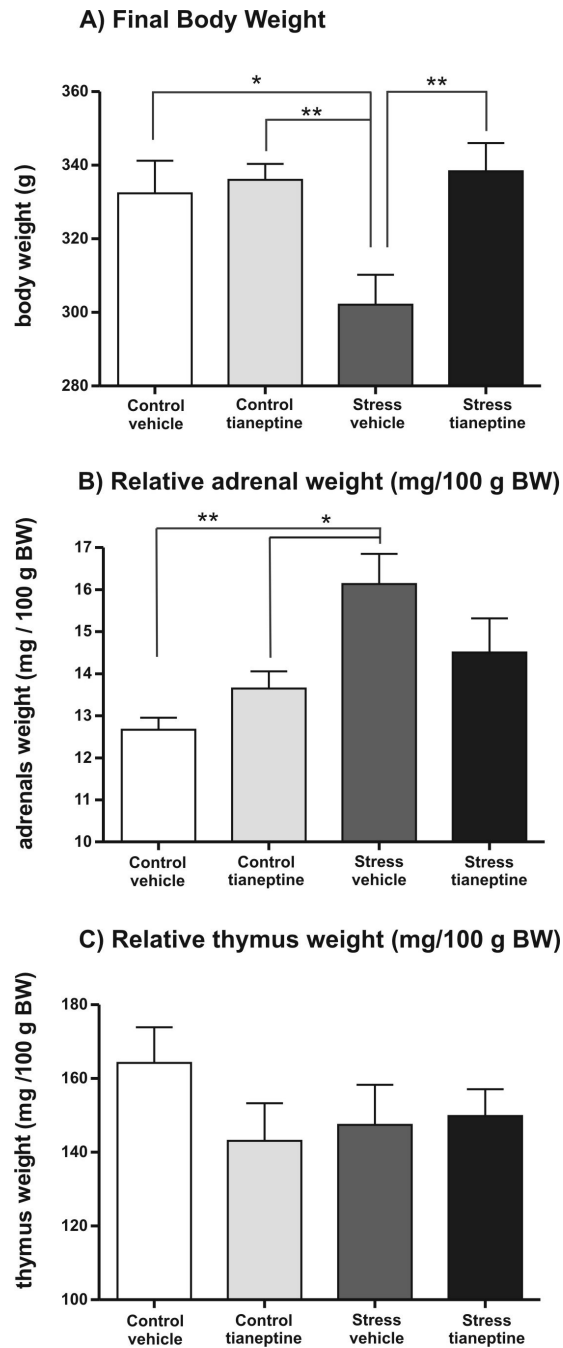 A) Final Body Weight
body weight (g)
360
340
320
300
280
*
**
**
Control vehicle
Control tianeptine
Stress vehicle
Stress tianeptine
B) Relative adrenal weight (mg/100 g BW)
adrenals weight (mg / 100 g BW)
17
16
15
14
13
12
11
10
**
*
Control vehicle
Control tianeptine
Stress vehicle
Stress tianeptine
C) Relative thymus weight (mg/100 g BW)
thymus weight (mg /100 g BW)
180
160
140
120
100
Control vehicle
Control tianeptine
Stress vehicle
Stress tianeptine